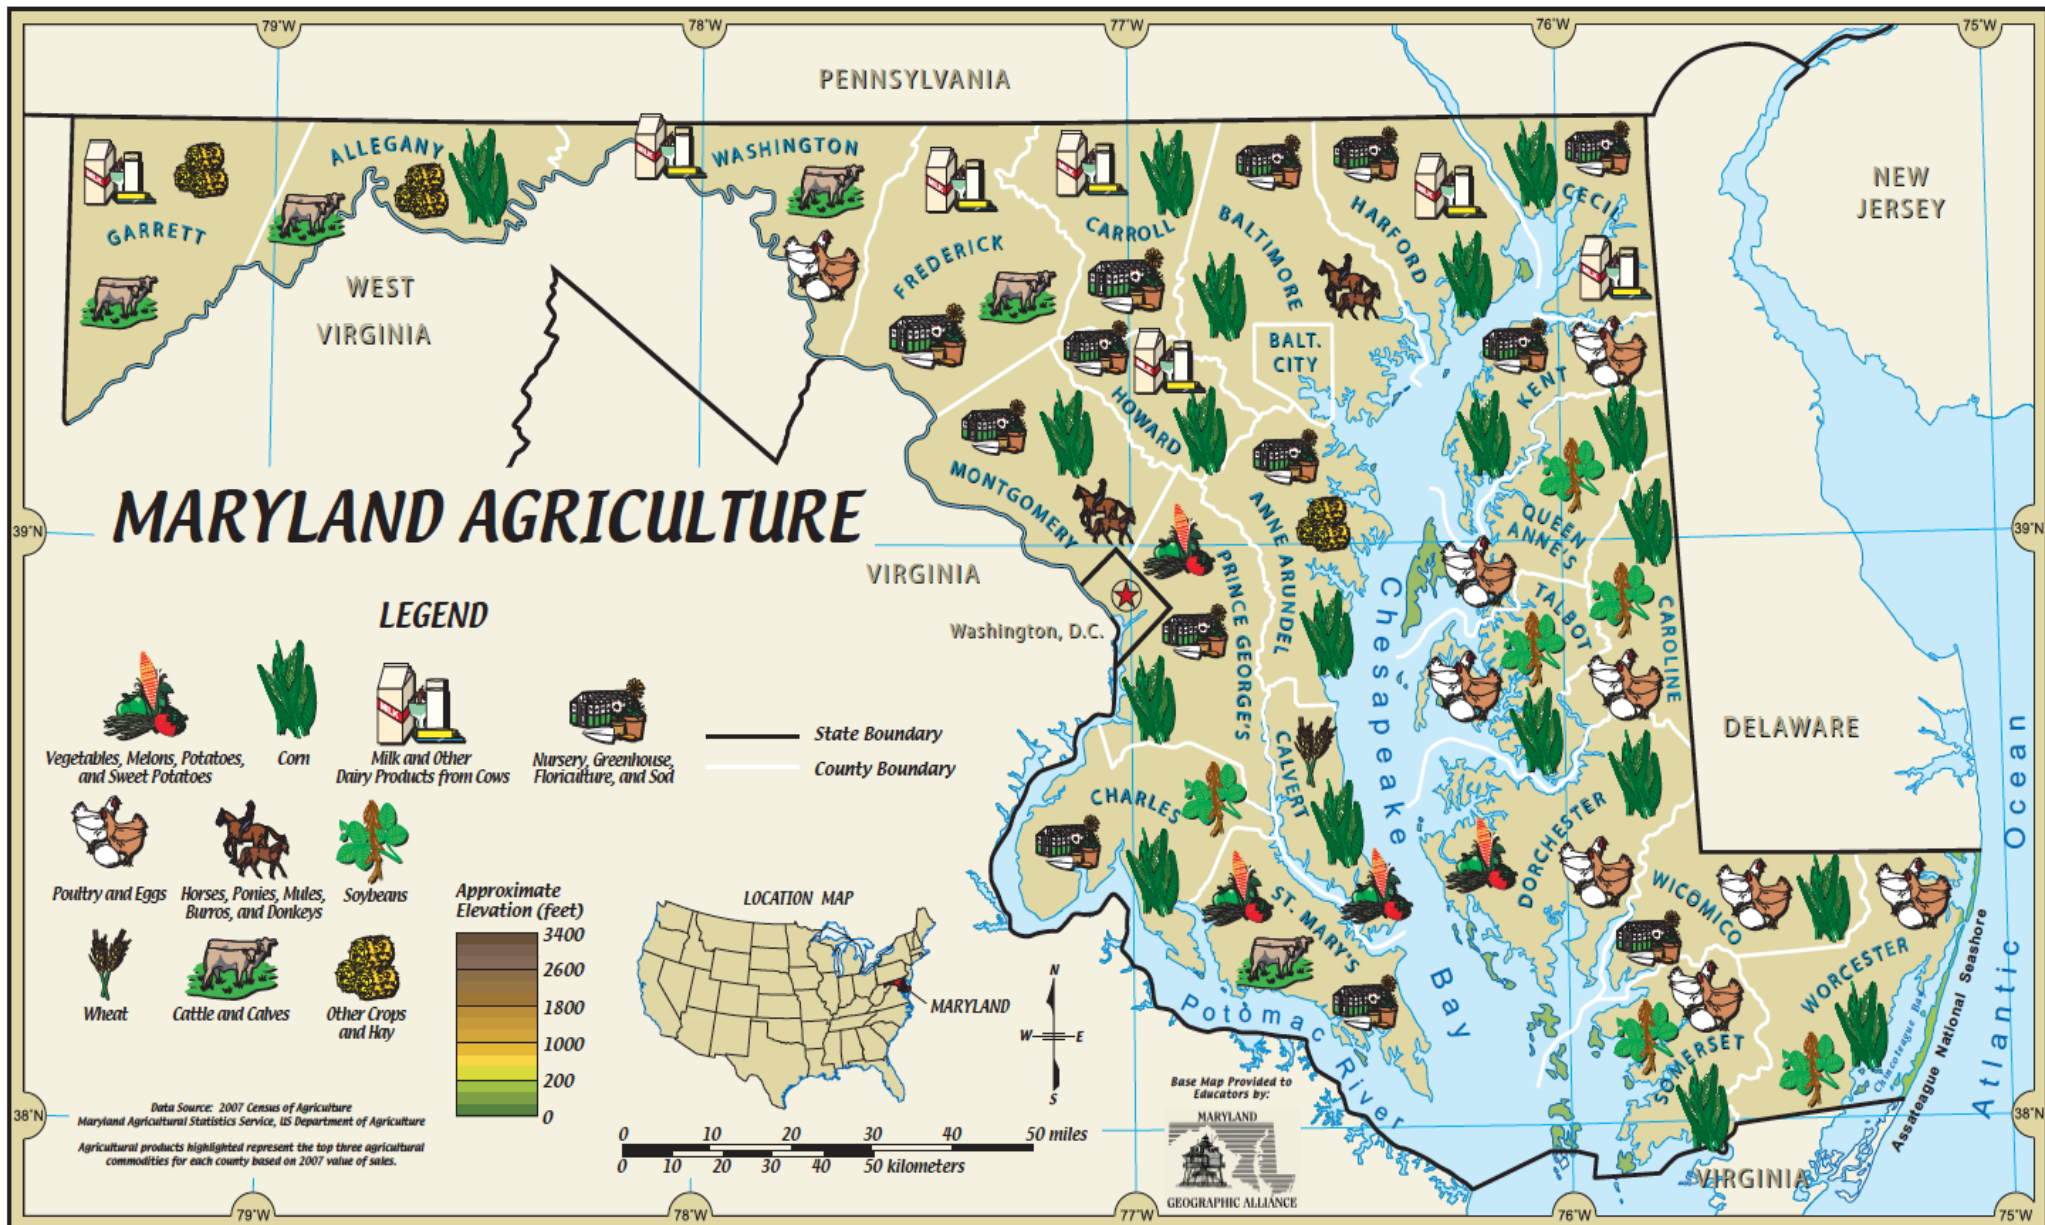 79°W
78°W
77°W
76°W
75°W
PENNSYLVANIA
NEW
JERSEY
GARRETT
ALLEGANY
WASHINGTON
FREDERICK
CARROLL
BALTIMORE
HARFORD
CECIL
WEST
VIRGINIA
BALT.
CITY
KENT
HOWARD
MONTGOMERY
ANNE ARUNDEL
QUEEN
ANNE'S
MARYLAND AGRICULTURE
39°N
39°N
VIRGINIA
Washington, D.C.
PRINCE GEORGE'S
TALBOT
CAROLINE
Chesapeake
Bay
DELAWARE
Atlantic Ocean
CALVERT
CHARLES
ST. MARY'S
DORCHESTER
WICOMICO
WORCESTER
SOMERSET
Chincoteague Bay
Assateague National Seashore
Potomac River
VIRGINIA
LEGEND
Vegetables, Melons, Potatoes,
and Sweet Potatoes
Corn
Milk and Other
Dairy Products from Cows
Nursery, Greenhouse,
Floriculture, and Sod
State Boundary
County Boundary
Poultry and Eggs
Horses, Ponies, Mules,
Burros, and Donkeys
Soybeans
Wheat
Cattle and Calves
Other Crops
and Hay
Approximate
Elevation (feet)
3400
2600
1800
1000
200
0
LOCATION MAP
MARYLAND
N
W E
S
Data Source: 2007 Census of Agriculture
Maryland Agricultural Statistics Service, US Department of Agriculture
Agricultural products highlighted represent the top three agricultural
commodities for each county based on 2007 value of sales.
0 10 20 30 40 50 miles
0 10 20 30 40 50 kilometers
Base Map Provided to
Educators by:
MARYLAND
GEOGRAPHIC ALLIANCE
38°N
38°N
79°W
78°W
77°W
76°W
75°W